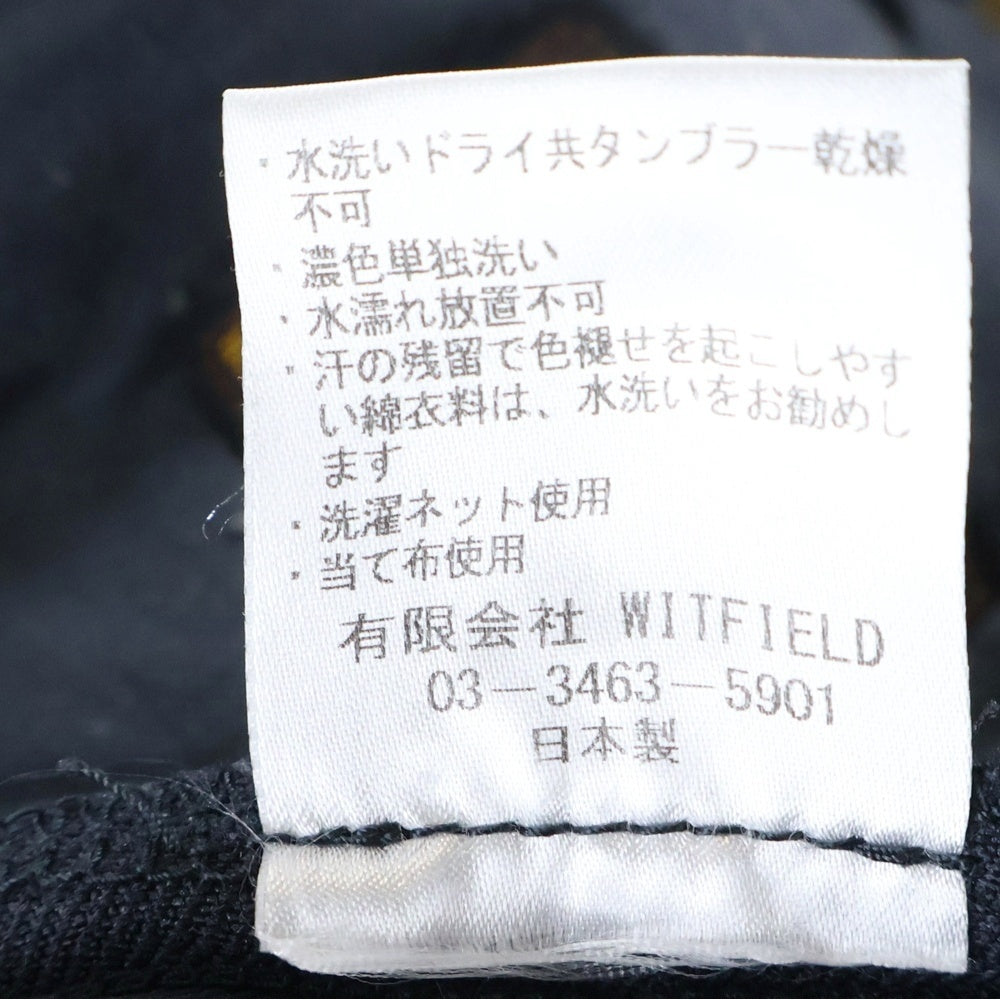 ・水洗いドライ共タンブラー乾燥
不可
・濃色単独洗い
・水濡れ放置不可
・汗の残留で色褪せを起こしやす
い綿衣料は、水洗いをお勧めし
ます
・洗濯ネット使用
・当て布使用
有限会社 WITFIELD
03－3463－5901
日本製